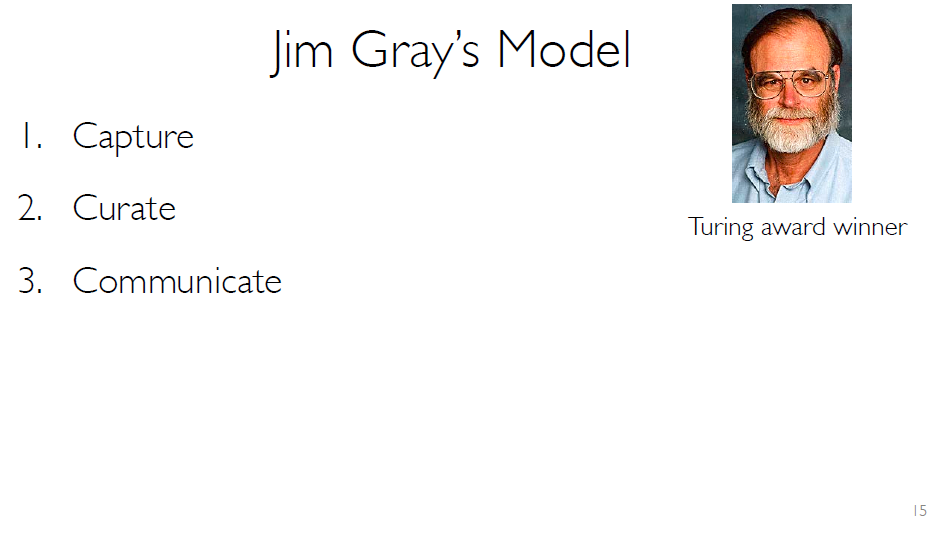 Jim Gray’s Model
1. Capture
2. Curate
3. Communicate
Turing award winner
15